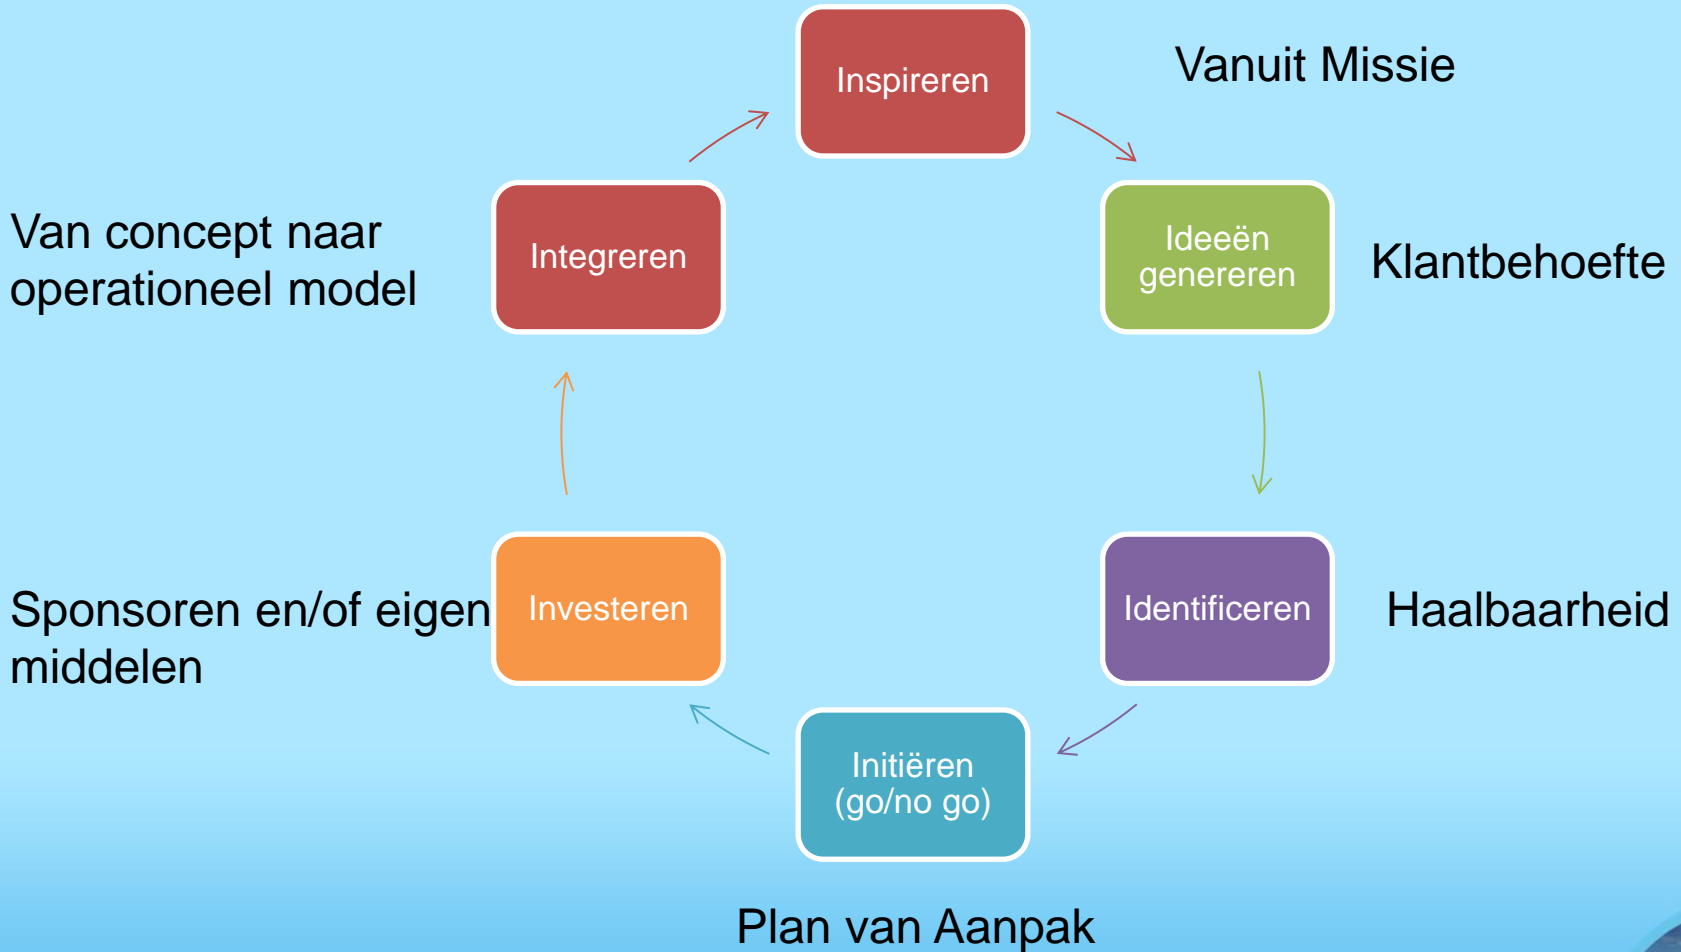 Inspireren
Vanuit Missie
Ideeën
genereren
Klantbehoefte
Identificeren
Haalbaarheid
Initiëren
(go/no go)
Plan van Aanpak
Investeren
Sponsoren en/of eigen
middelen
Integreren
Van concept naar
operationeel model